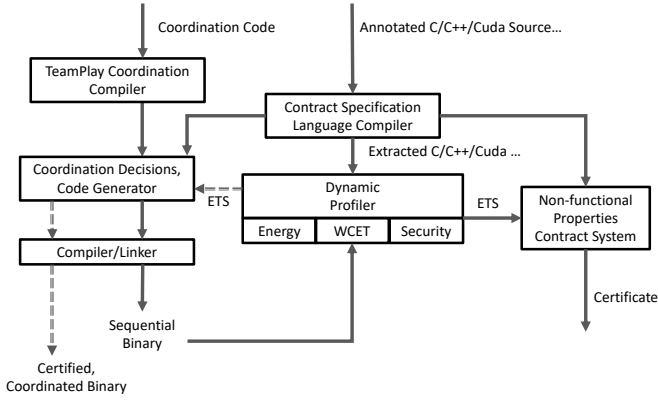 Coordination Code
Annotated C/C++/Cuda Source…
TeamPlay Coordination
Compiler
Contract Specification
Language Compiler
Extracted C/C++/Cuda …
Coordination Decisions,
Code Generator
ETS
Dynamic
Profiler
ETS
Non-functional
Properties
Contract System
Energy
WCET
Security
Compiler/Linker
Certificate
Sequential
Binary
Certified,
Coordinated Binary